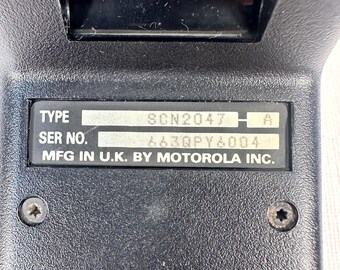 TYPE SCN2047 - A
SER NO. 663QPY6004
MFG IN U.K. BY MOTOROLA INC.